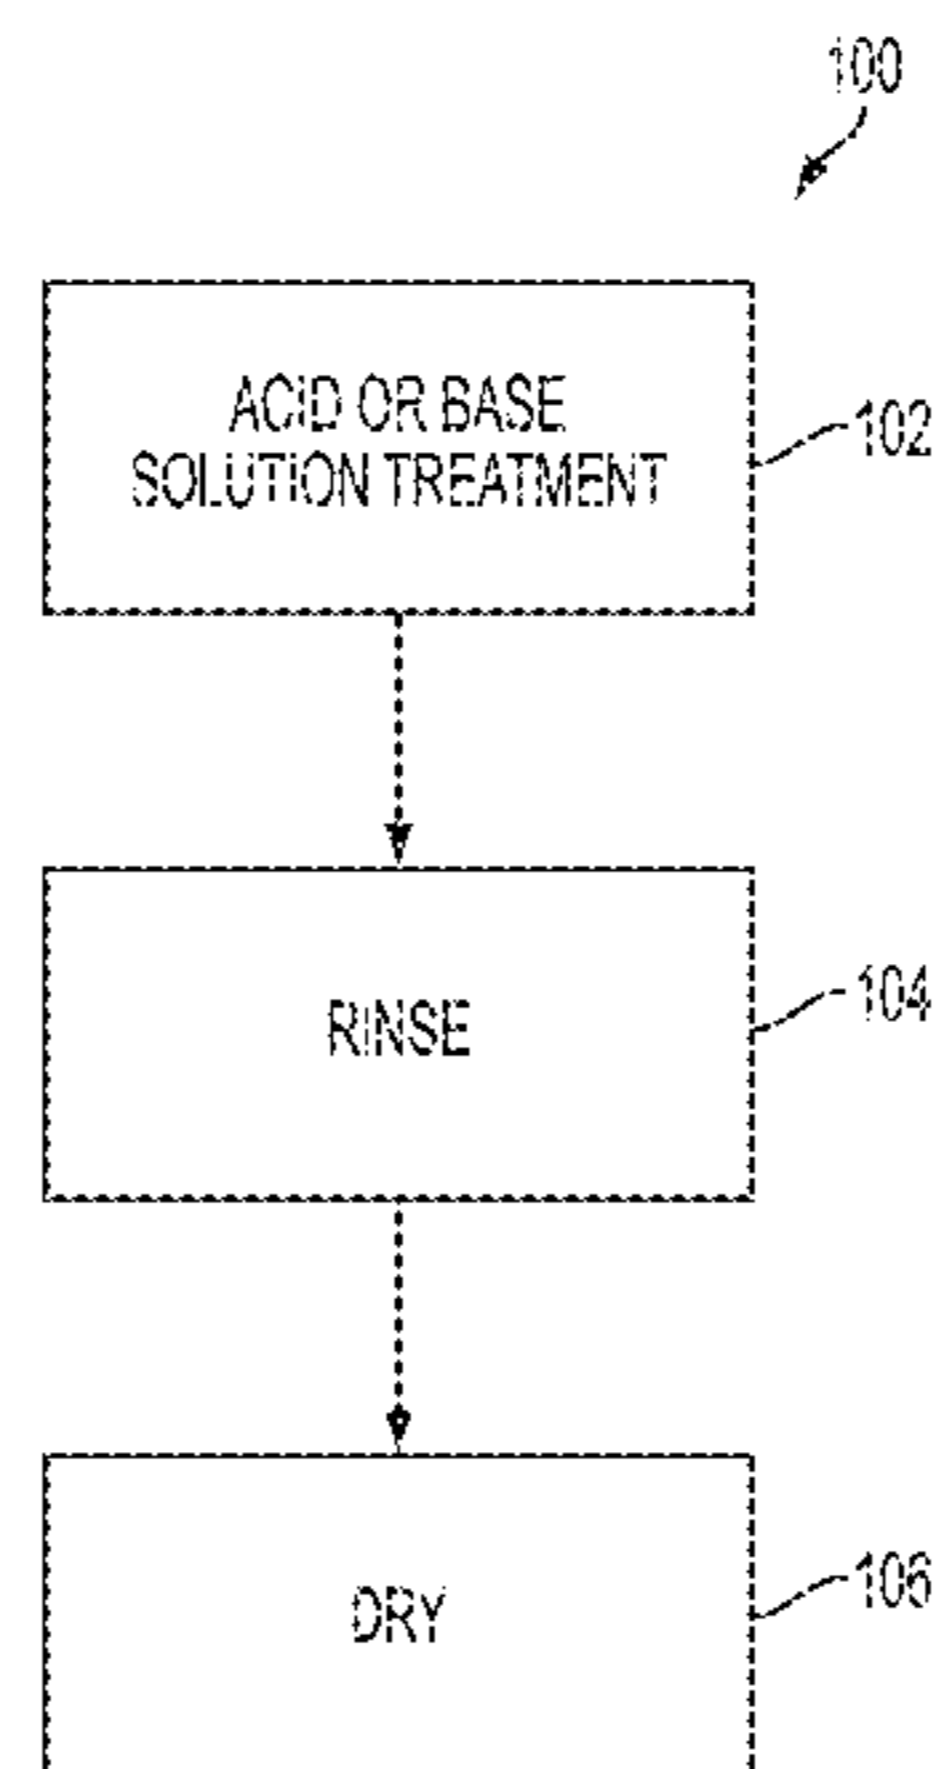 100
ACID OR BASE
SOLUTION TREATMENT
102
RINSE
104
DRY
106